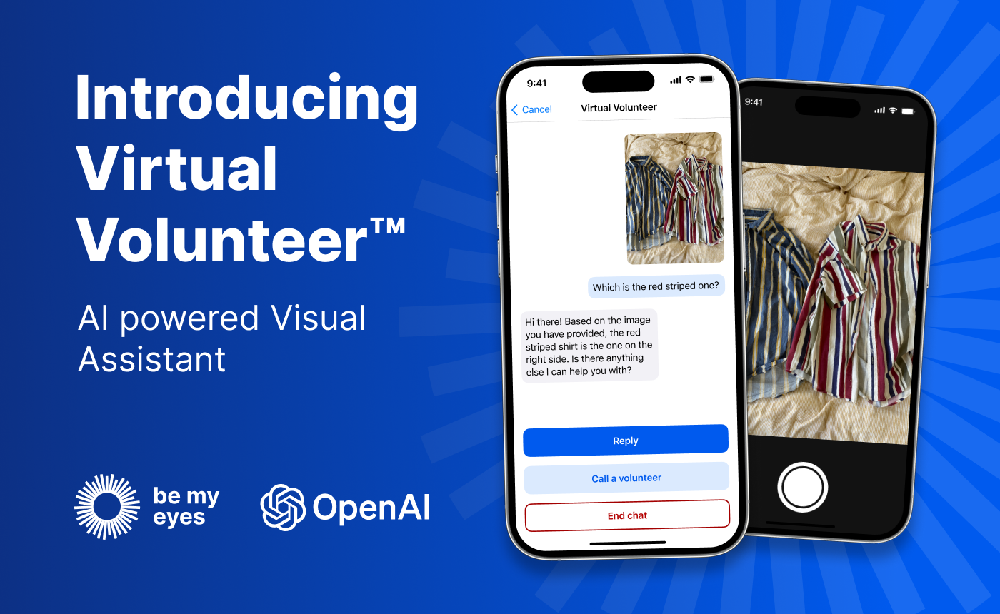 Introducing
Virtual
Volunteer™
AI powered Visual
Assistant
be my
eyes
OpenAI
9:41
Cancel
Virtual Volunteer
Which is the red striped one?
Hi there! Based on the image
you have provided, the red
striped shirt is the one on the
right side. Is there anything
else I can help you with?
Reply
Call a volunteer
End chat
9:41